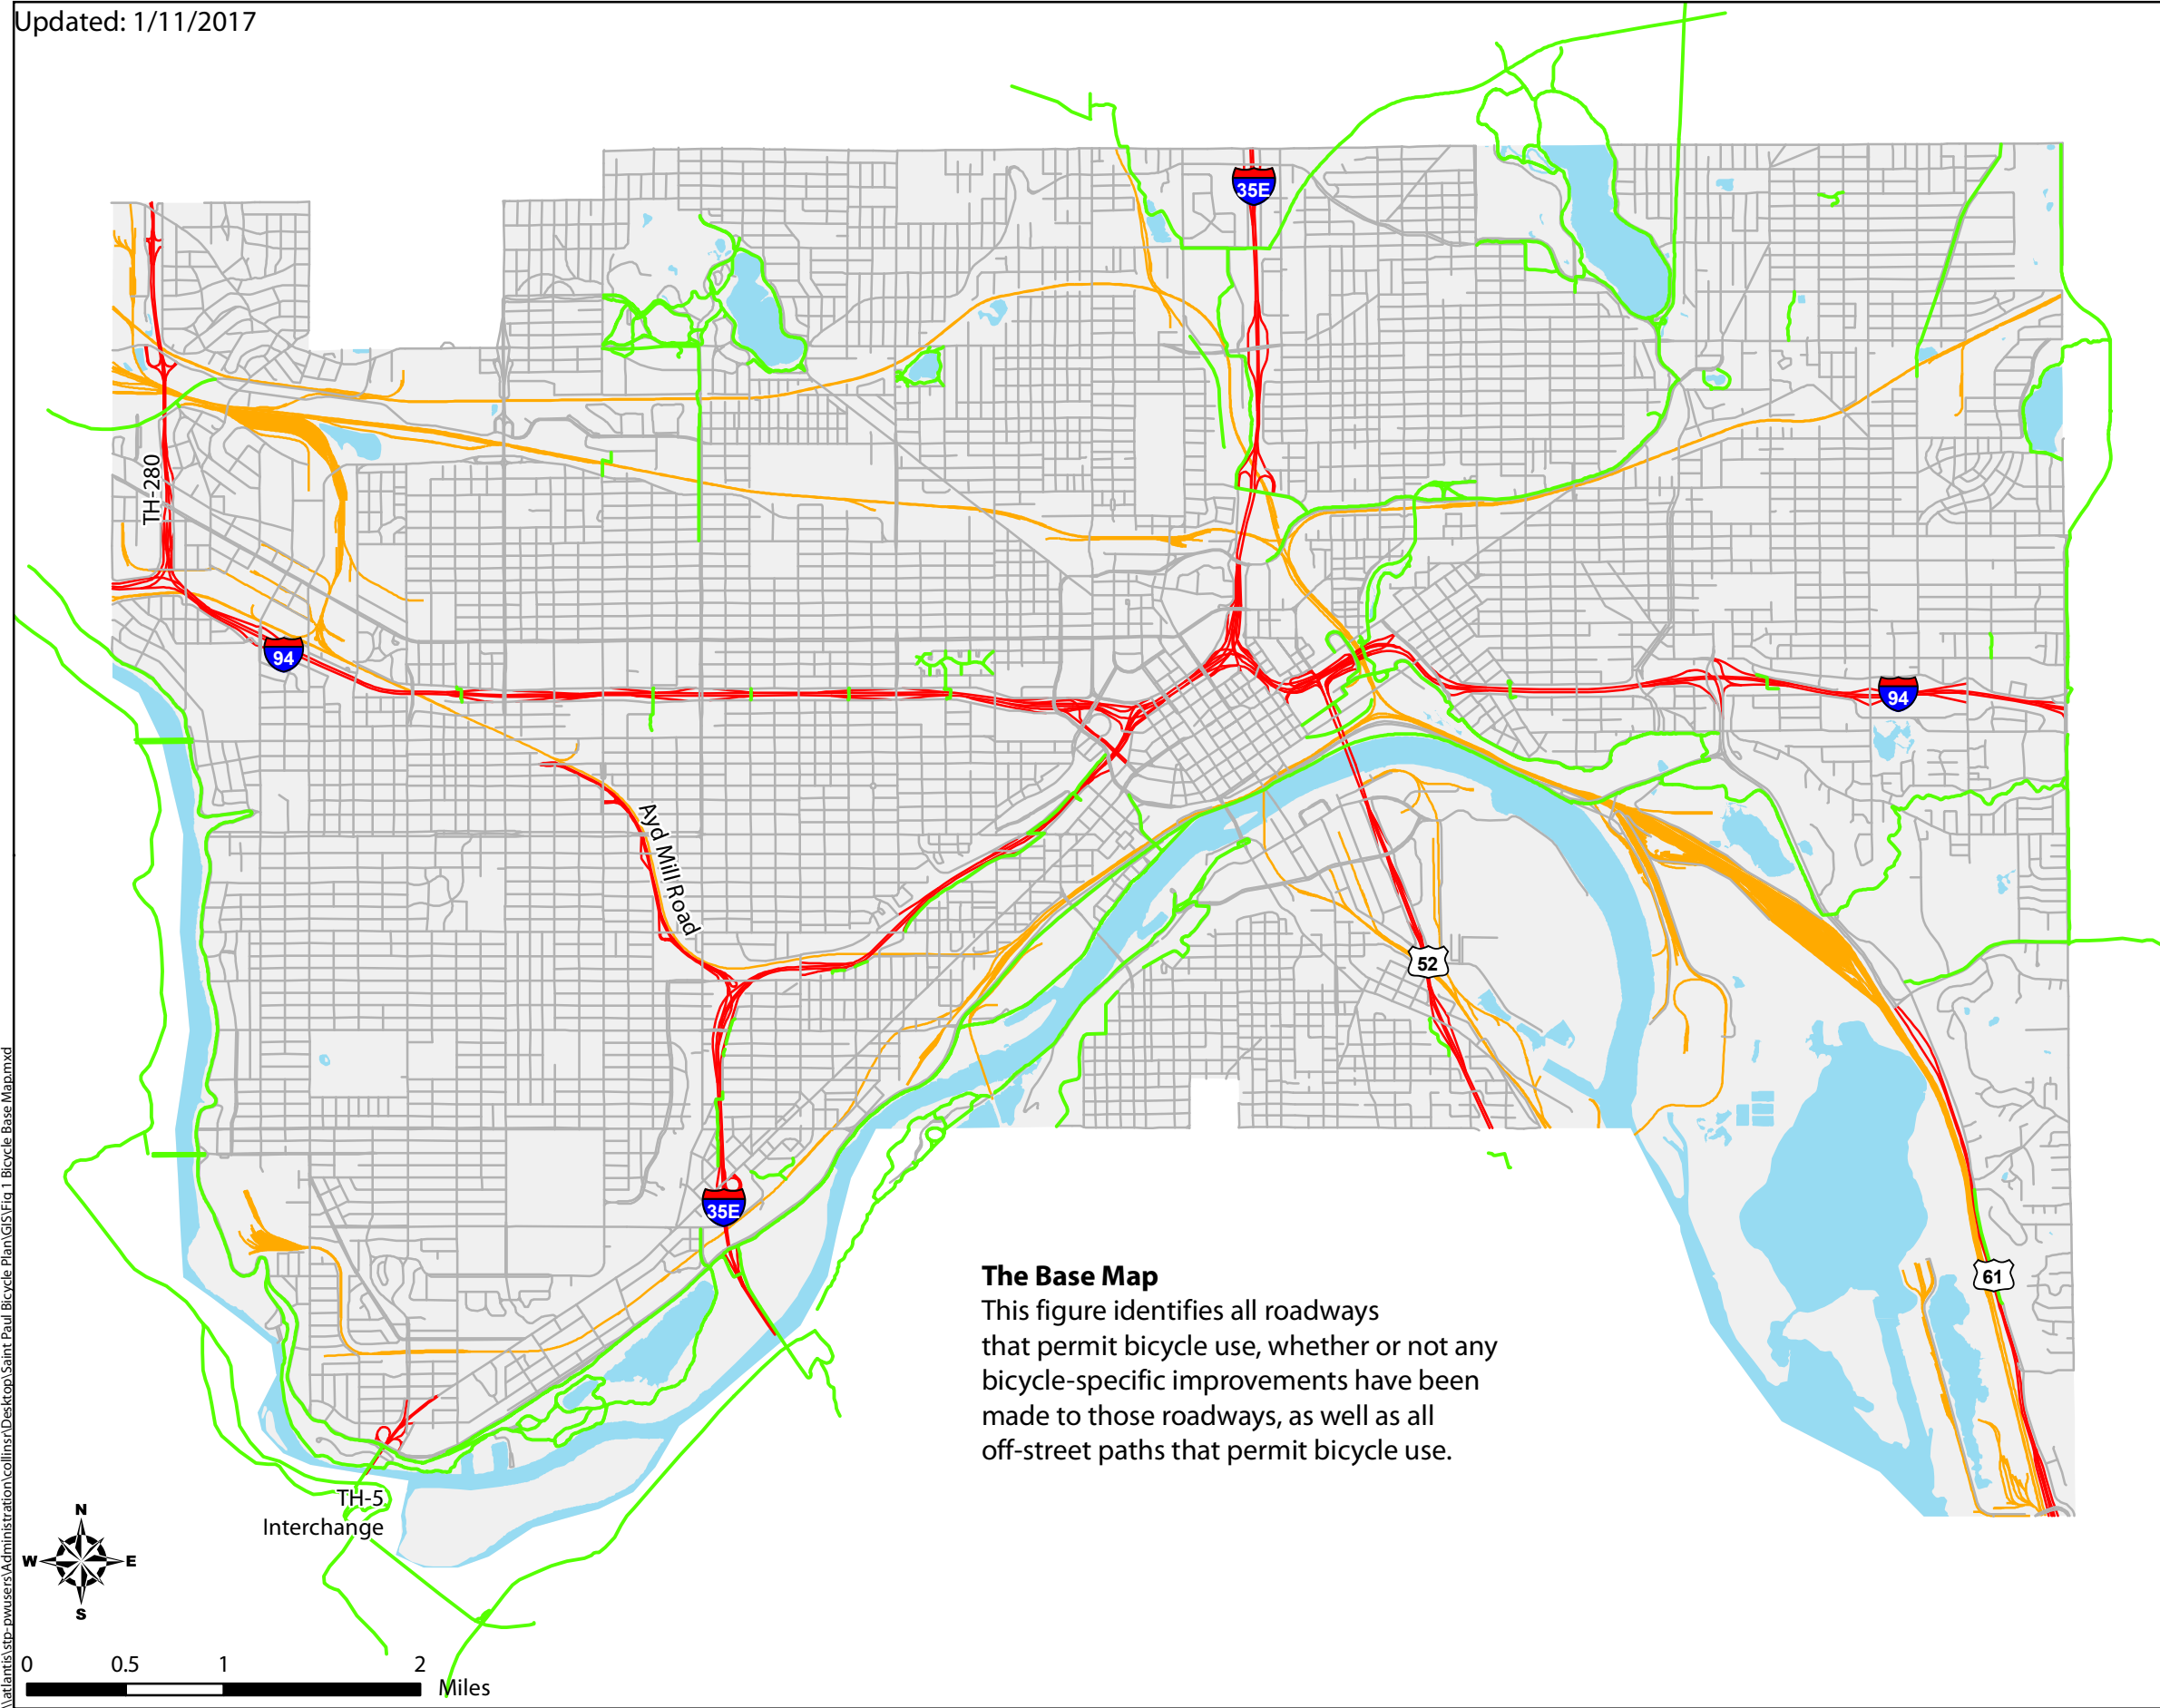 Updated: 1/11/2017
35E
TH-280
94
94
Ayd Mill Road
52
35E
The Base Map
This figure identifies all roadways
that permit bicycle use, whether or not any
bicycle-specific improvements have been
made to those roadways, as well as all
off-street paths that permit bicycle use.
61
TH-5
Interchange
N
W E
S
0 0.5 1 2
Miles
\\atlantis\stp-pwusers\Administration\collinsr\Desktop\Saint Paul Bicycle Plan\GIS\Fig 1 Bicycle Base Map.mxd